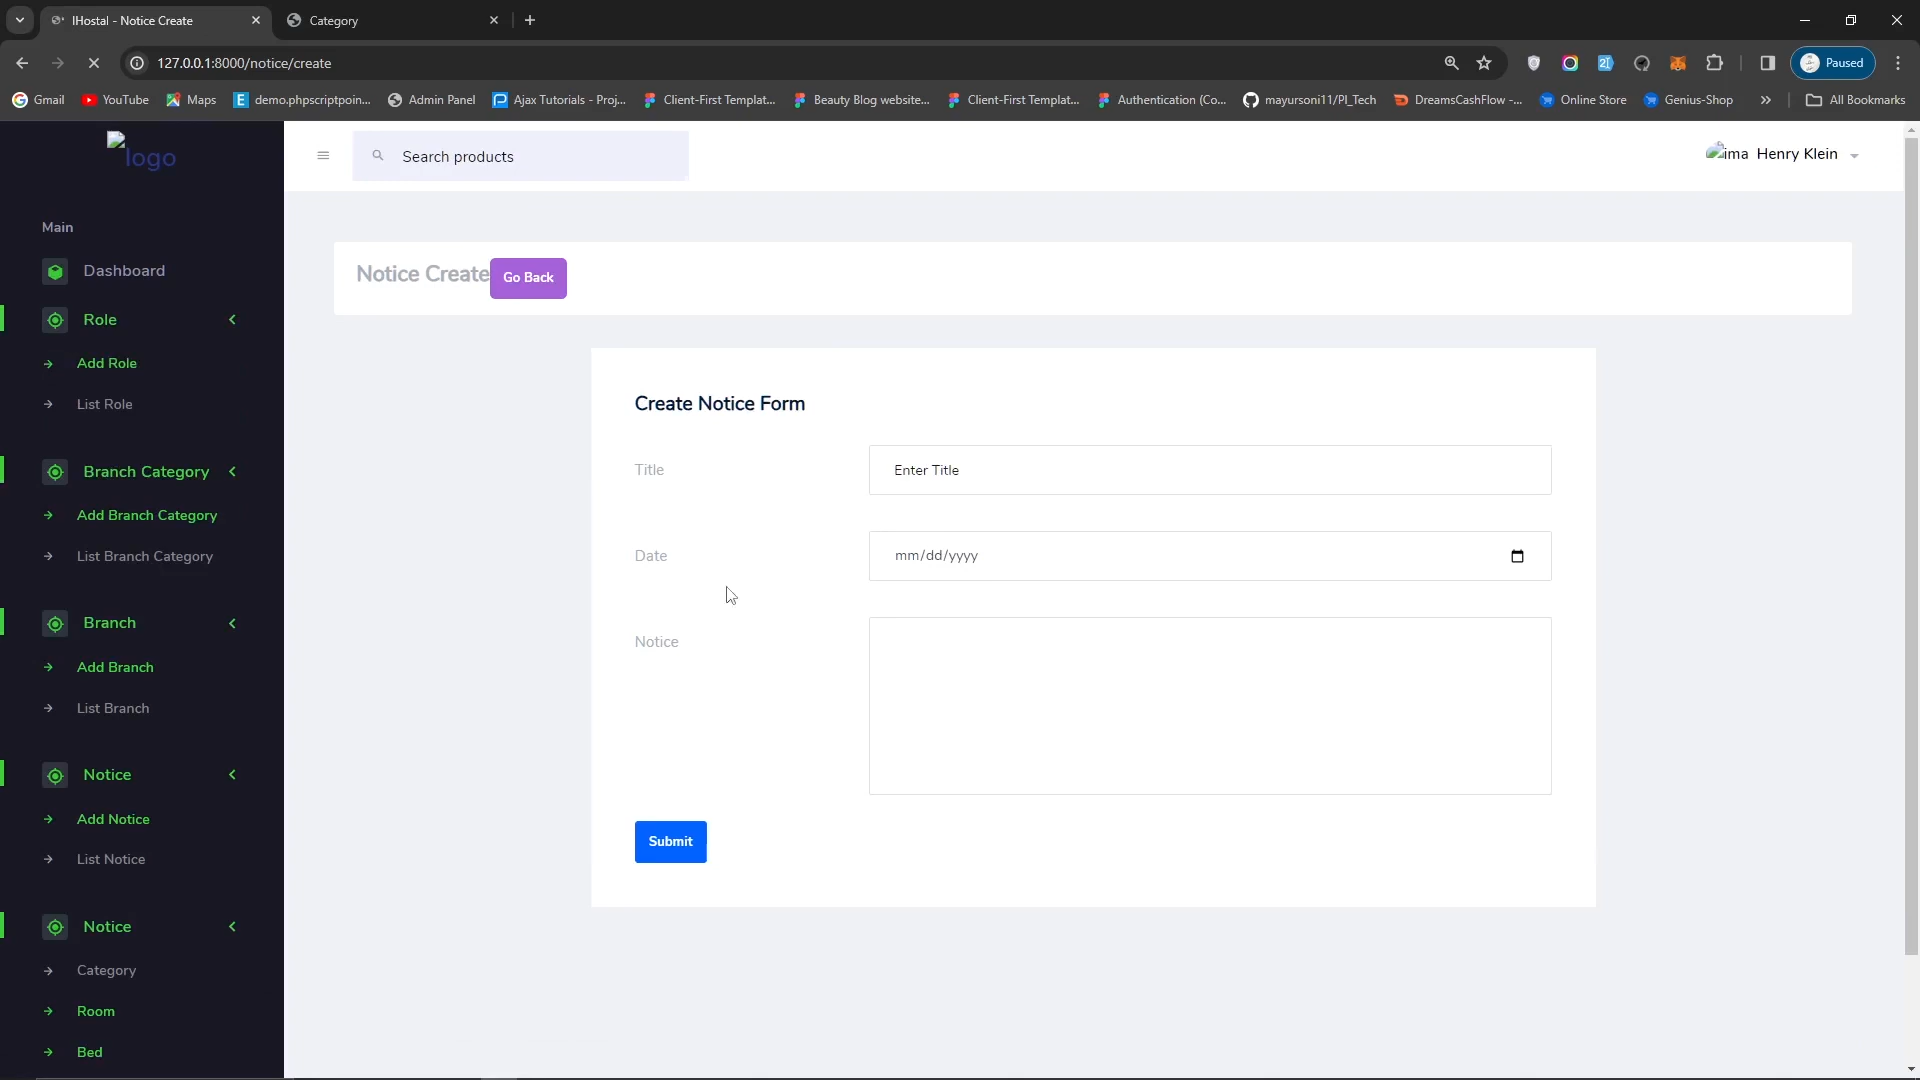 IHostal - Notice Create
Category
127.0.0.1:8000/notice/create
Paused
Gmail
YouTube
Maps
demo.phpscriptpoin...
Admin Panel
Ajax Tutorials - Proj...
Client-First Templat...
Beauty Blog website...
Client-First Templat...
Authentication (Co...
mayursoni11/PI_Tech
DreamsCashFlow -...
Online Store
Genius-Shop
All Bookmarks
logo
Search products
ima
Henry Klein
Main
Dashboard
Role
Add Role
List Role
Branch Category
Add Branch Category
List Branch Category
Branch
Add Branch
List Branch
Notice
Add Notice
List Notice
Notice
Category
Room
Bed
Notice Create
Go Back
Create Notice Form
Title
Enter Title
Date
mm/dd/yyyy
Notice
Submit